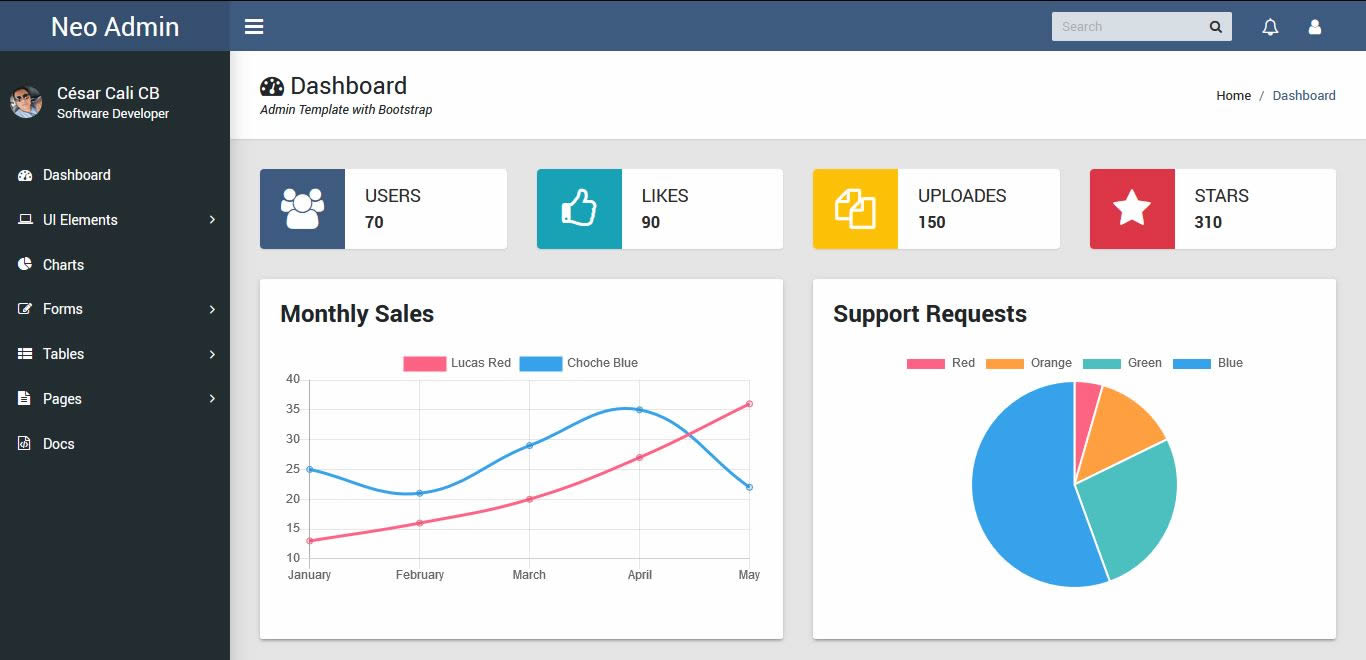 Neo Admin
Search
César Cali CB
Software Developer
Dashboard
UI Elements
Charts
Forms
Tables
Pages
Docs
Dashboard
Admin Template with Bootstrap
Home / Dashboard
USERS
70
LIKES
90
UPLOADES
150
STARS
310
Monthly Sales
Lucas Red Choche Blue
40
35
30
25
20
15
10
January February March April May
Support Requests
Red Orange Green Blue